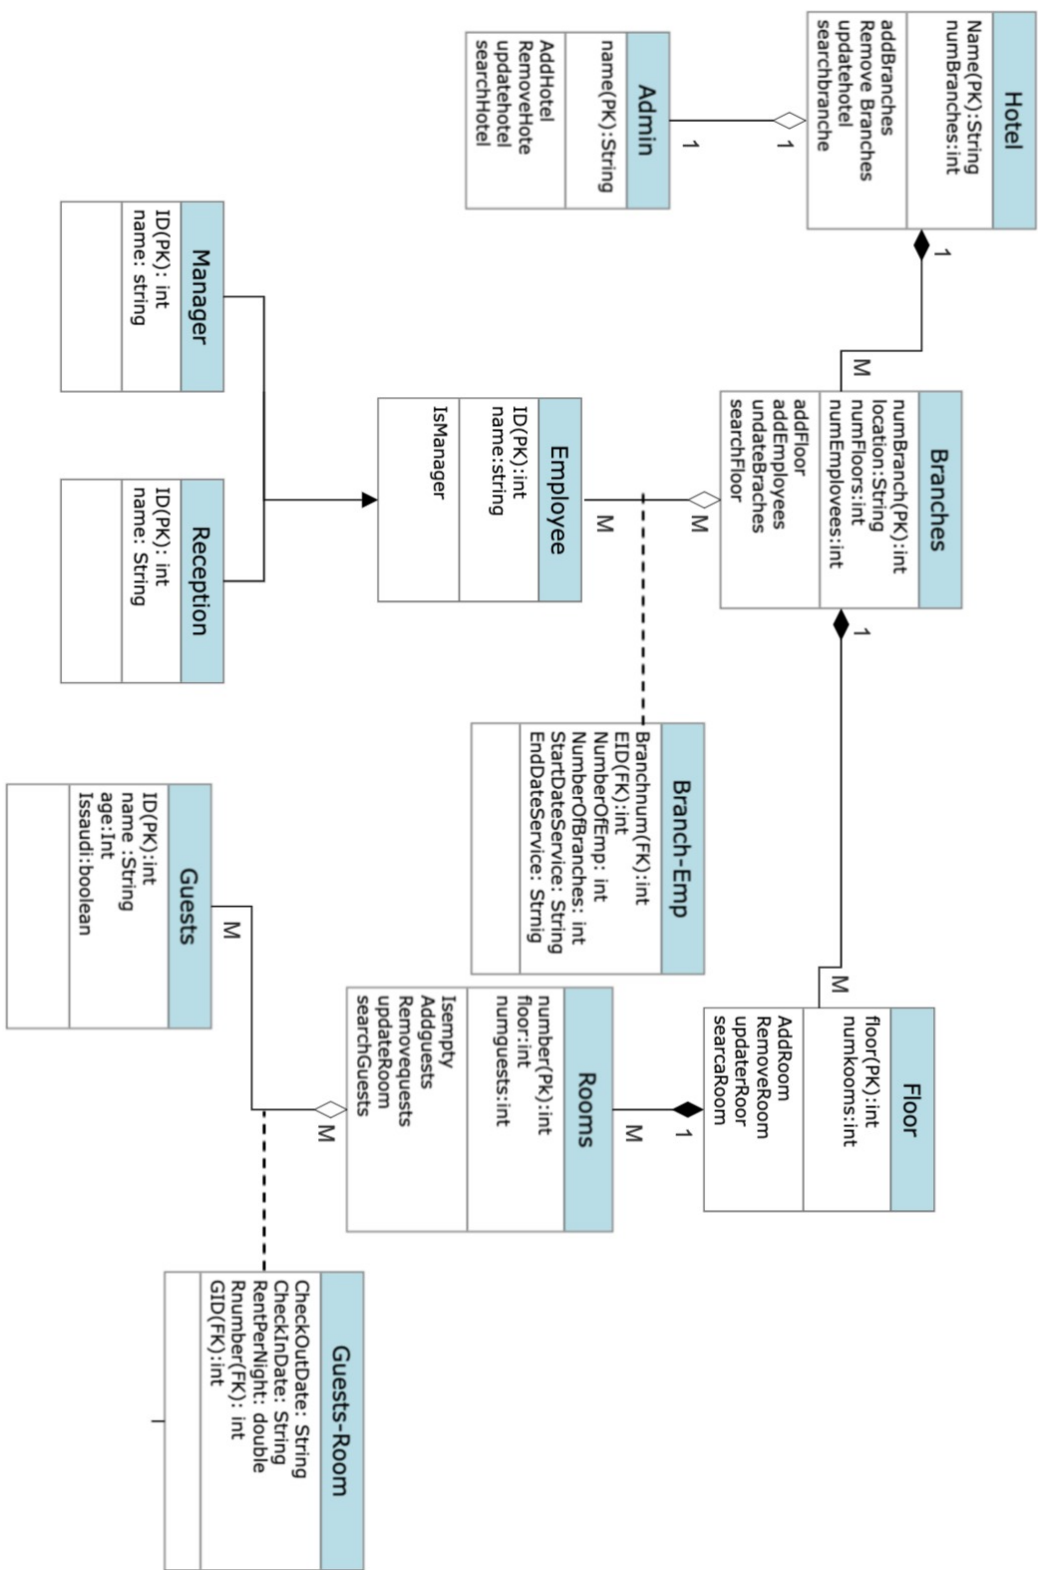 Hotel
Name(PK):String
numBranches:int
addBranches
Remove Branches
updatehotel
searchbranche
1
1
1
Admin
name(PK):String
AddHotel
RemoveHote
updatehotel
searchHotel
M
Branches
numBranch(PK):int
location:String
numFloors:int
numEmplovees:int
addFloor
addEmployees
undateBraches
searchFloor
1
M
M
Employee
ID(PK):int
name:string
IsManager
Manager
ID(PK): int
name: string
Reception
ID(PK): int
name: String
Branch-Emp
Branchnum(FK):int
EID(FK):int
NumberOfEmp: int
NumberOfBranches: int
StartDateService: String
EndDateService: Strnig
M
Floor
floor(PK):int
numkooms:int
AddRoom
RemoveRoom
updaterRoor
searcaRoom
1
M
Rooms
number(PK):int
floor:int
numguests:int
Isempty
Addguests
Removequests
updateRoom
searchGuests
M
M
Guests
ID(PK):int
name :String
age:Int
Issaudi:boolean
Guests-Room
CheckOutDate: String
CheckInDate: String
RentPerNight: double
Rnumber(FK): int
GID(FK):int